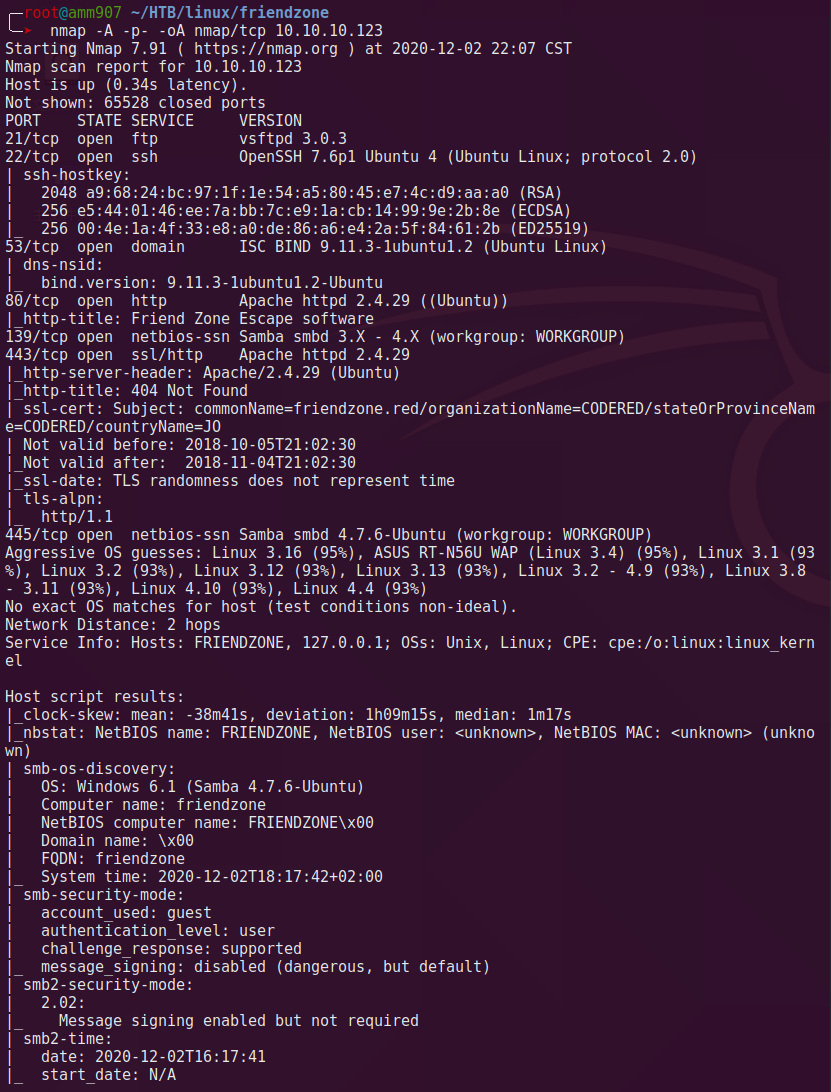 root@amm907 ~/HTB/linux/friendzone
nmap -A -p- -oA nmap/tcp 10.10.10.123
Starting Nmap 7.91 ( https://nmap.org ) at 2020-12-02 22:07 CST
Nmap scan report for 10.10.10.123
Host is up (0.34s latency).
Not shown: 65528 closed ports
PORT    STATE SERVICE     VERSION
21/tcp  open  ftp         vsftpd 3.0.3
22/tcp  open  ssh         OpenSSH 7.6p1 Ubuntu 4 (Ubuntu Linux; protocol 2.0)
| ssh-hostkey:
|   2048 a9:68:24:bc:97:1f:1e:54:a5:80:45:e7:4c:d9:aa:a0 (RSA)
|   256 e5:44:01:46:ee:7a:bb:7c:e9:1a:cb:14:99:9e:2b:8e (ECDSA)
|_  256 00:4e:1a:4f:33:e8:a0:de:86:a6:e4:2a:5f:84:61:2b (ED25519)
53/tcp  open  domain      ISC BIND 9.11.3-1ubuntu1.2 (Ubuntu Linux)
| dns-nsid:
|_  bind.version: 9.11.3-1ubuntu1.2-Ubuntu
80/tcp  open  http        Apache httpd 2.4.29 ((Ubuntu))
|_http-title: Friend Zone Escape software
139/tcp open  netbios-ssn Samba smbd 3.X - 4.X (workgroup: WORKGROUP)
443/tcp open  ssl/http    Apache httpd 2.4.29
|_http-server-header: Apache/2.4.29 (Ubuntu)
|_http-title: 404 Not Found
| ssl-cert: Subject: commonName=friendzone.red/organizationName=CODERED/stateOrProvinceNam
e=CODERED/countryName=JO
| Not valid before: 2018-10-05T21:02:30
|_Not valid after:  2018-11-04T21:02:30
|_ssl-date: TLS randomness does not represent time
| tls-alpn:
|_  http/1.1
445/tcp open  netbios-ssn Samba smbd 4.7.6-Ubuntu (workgroup: WORKGROUP)
Aggressive OS guesses: Linux 3.16 (95%), ASUS RT-N56U WAP (Linux 3.4) (95%), Linux 3.1 (93
%), Linux 3.2 (93%), Linux 3.12 (93%), Linux 3.13 (93%), Linux 3.2 - 4.9 (93%), Linux 3.8
- 3.11 (93%), Linux 4.10 (93%), Linux 4.4 (93%)
No exact OS matches for host (test conditions non-ideal).
Network Distance: 2 hops
Service Info: Hosts: FRIENDZONE, 127.0.0.1; OSs: Unix, Linux; CPE: cpe:/o:linux:linux_kern
el

Host script results:
|_clock-skew: mean: -38m41s, deviation: 1h09m15s, median: 1m17s
|_nbstat: NetBIOS name: FRIENDZONE, NetBIOS user: <unknown>, NetBIOS MAC: <unknown> (unkno
wn)
| smb-os-discovery:
|   OS: Windows 6.1 (Samba 4.7.6-Ubuntu)
|   Computer name: friendzone
|   NetBIOS computer name: FRIENDZONE\x00
|   Domain name: \x00
|   FQDN: friendzone
|_  System time: 2020-12-02T18:17:42+02:00
| smb-security-mode:
|   account_used: guest
|   authentication_level: user
|   challenge_response: supported
|_  message_signing: disabled (dangerous, but default)
| smb2-security-mode:
|   2.02:
|_    Message signing enabled but not required
| smb2-time:
|   date: 2020-12-02T16:17:41
|_  start_date: N/A